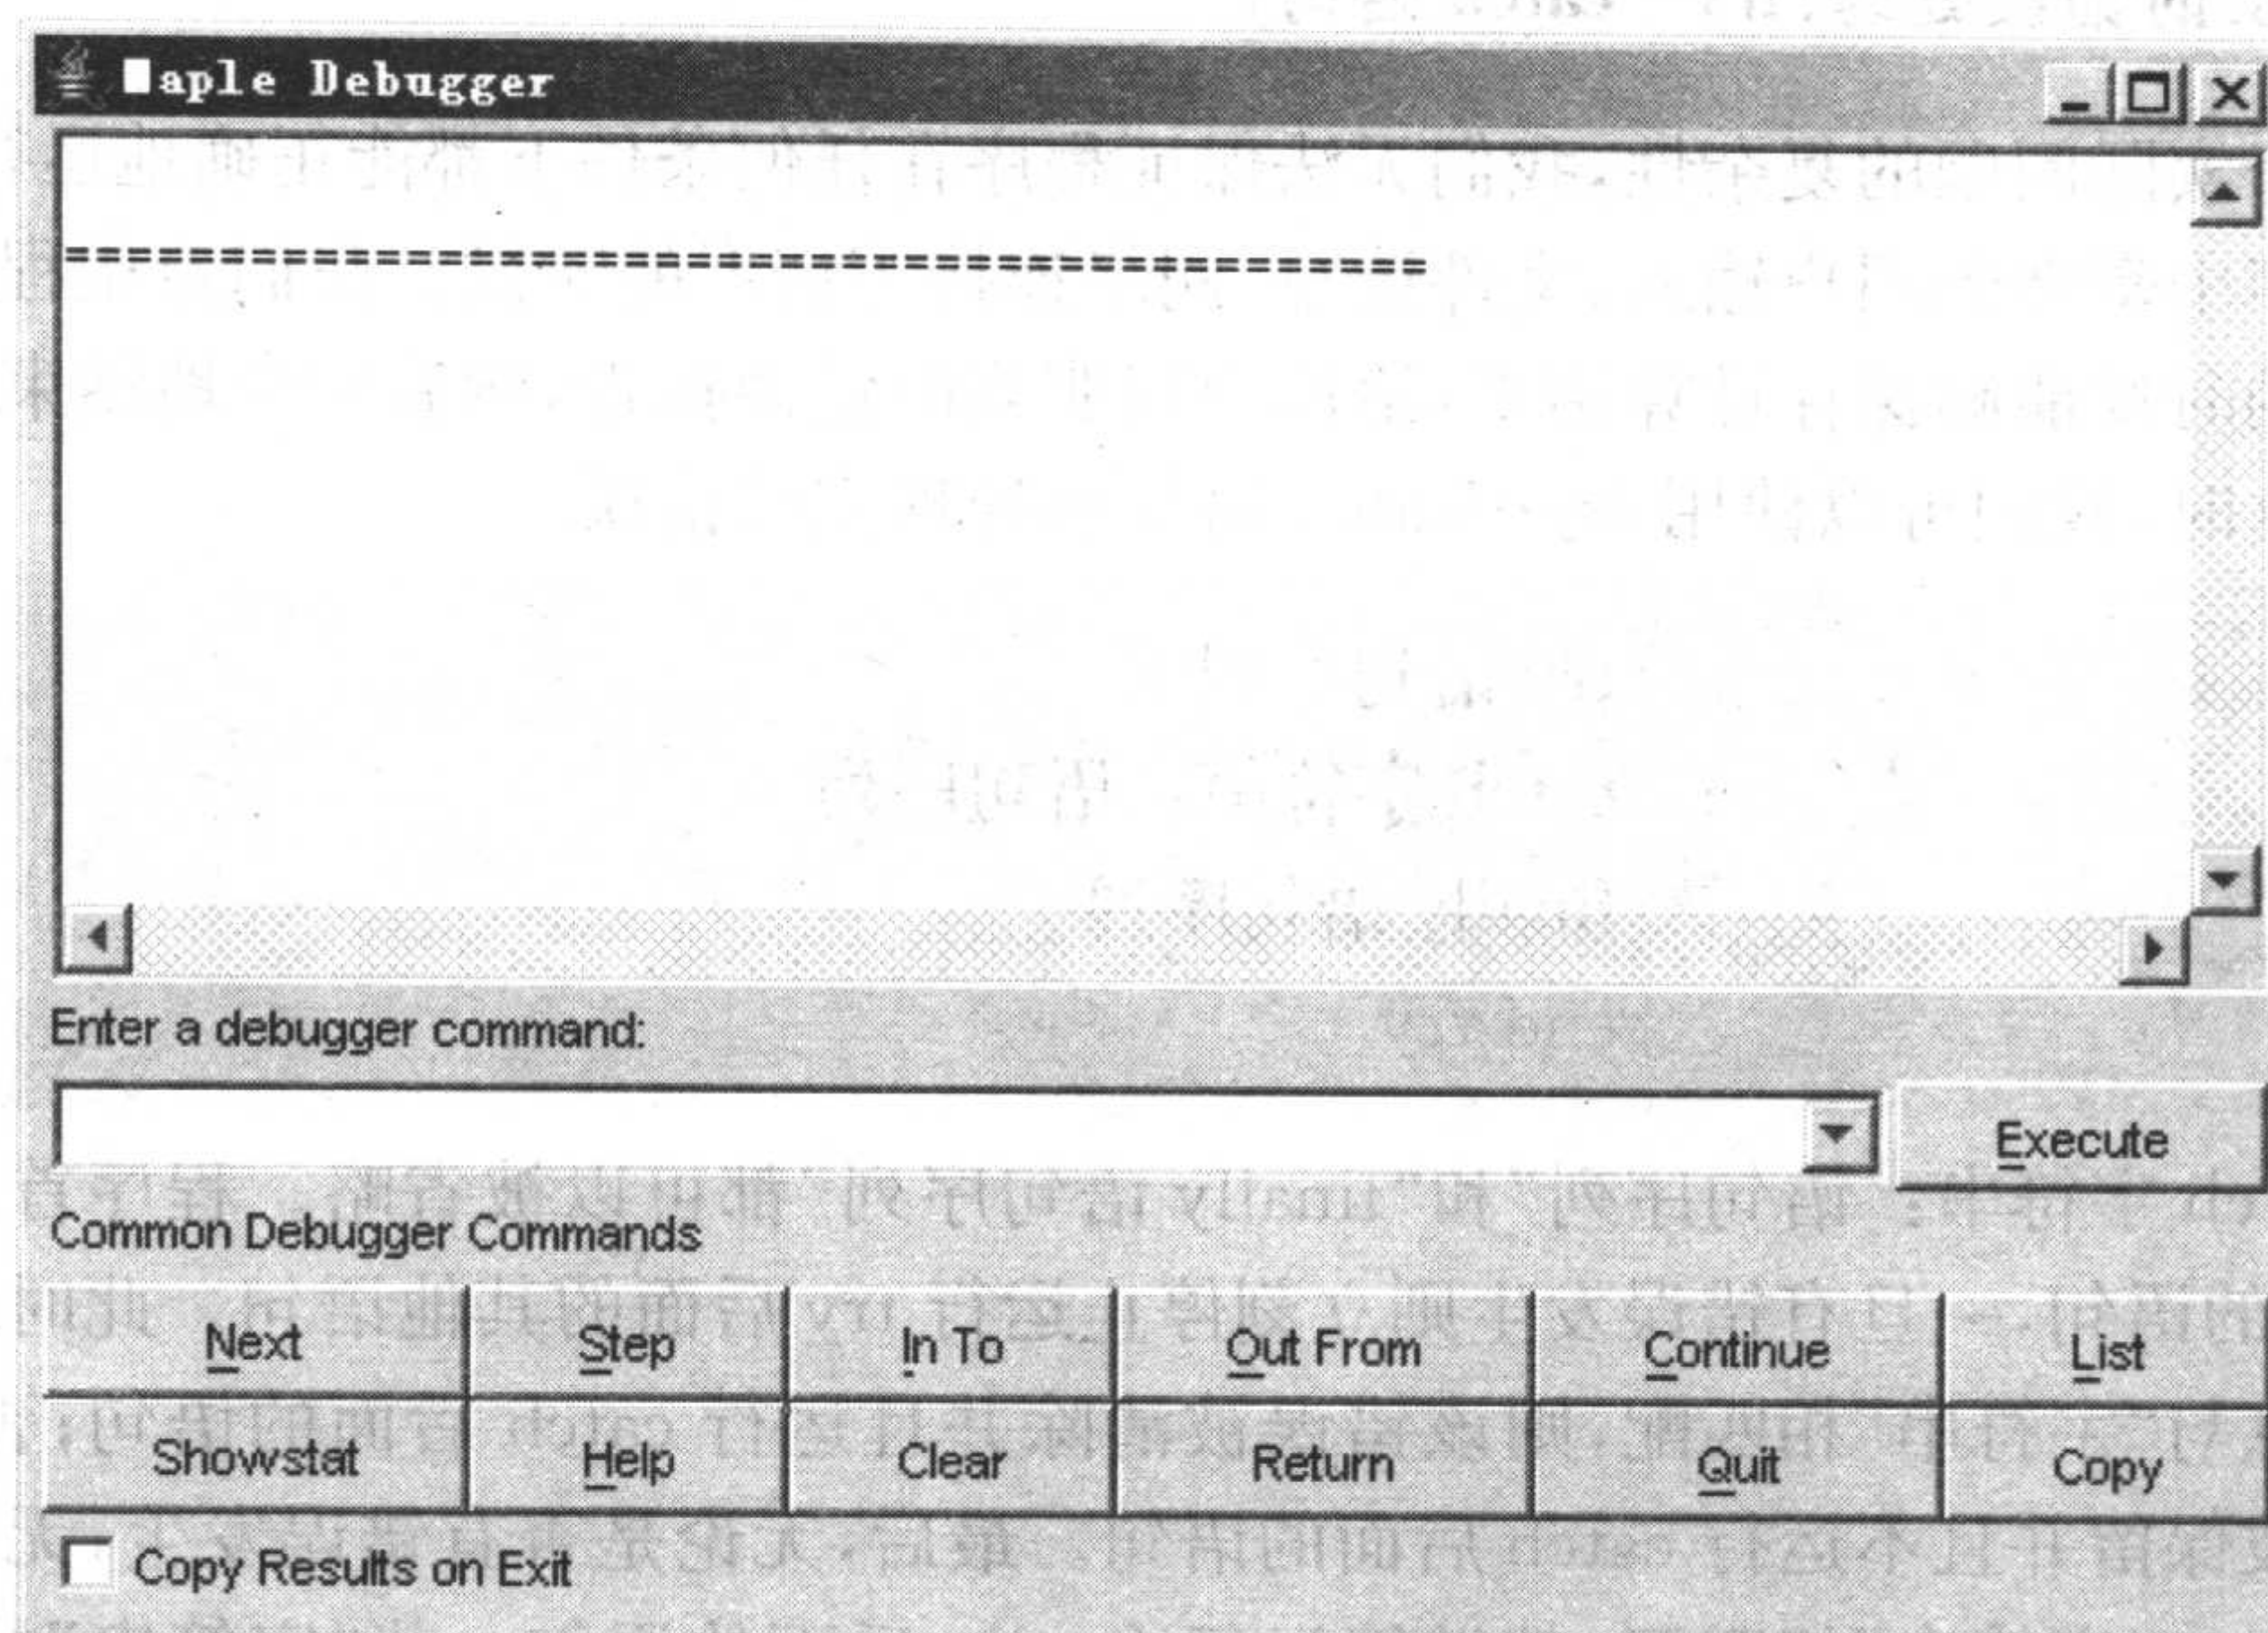 ■aple Debugger
============================================
Enter a debugger command:
Execute
Common Debugger Commands
Next Step In To Out From Continue List
Showstat Help Clear Return Quit Copy
Copy Results on Exit